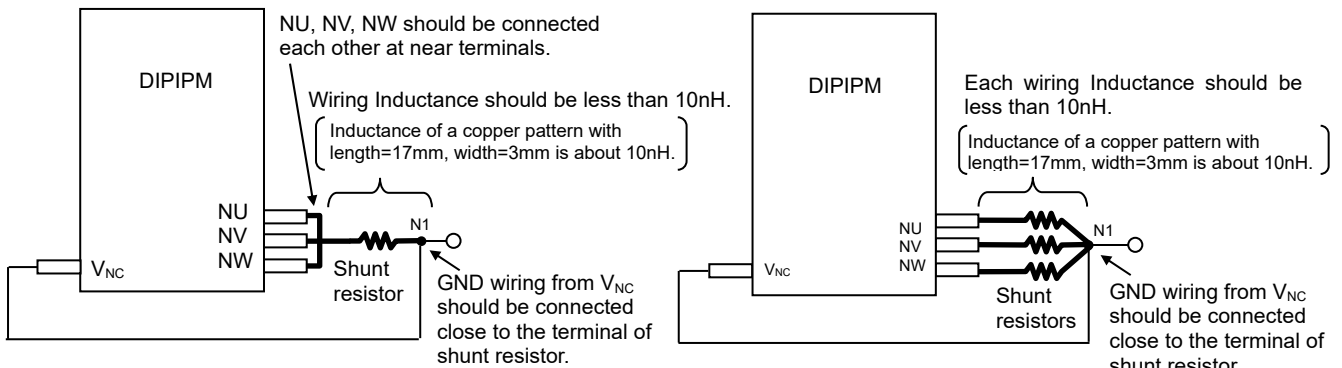 NU, NV, NW should be connected
each other at near terminals.
DIPIPM
Wiring Inductance should be less than 10nH.
Inductance of a copper pattern with
length=17mm, width=3mm is about 10nH.
NU
NV
NW
N1
VNC
Shunt
resistor
GND wiring from VNC
should be connected
close to the terminal of
shunt resistor.
DIPIPM
Each wiring Inductance should be
less than 10nH.
Inductance of a copper pattern with
length=17mm, width=3mm is about 10nH.
NU
NV
NW
N1
VNC
Shunt
resistors
GND wiring from VNC
should be connected
close to the terminal of
shunt resistor